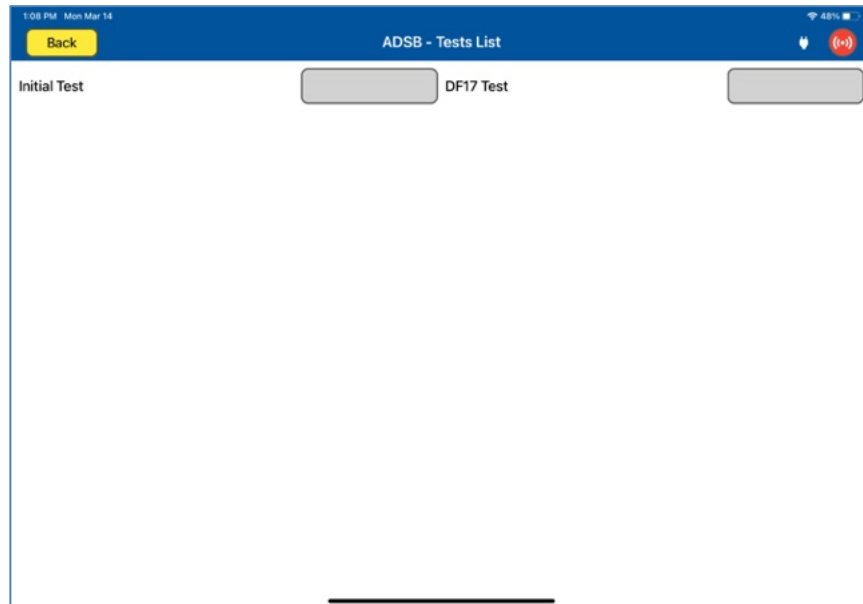 1:08 PM Mon Mar 14
48%
Back
ADSB - Tests List
Initial Test
DF17 Test